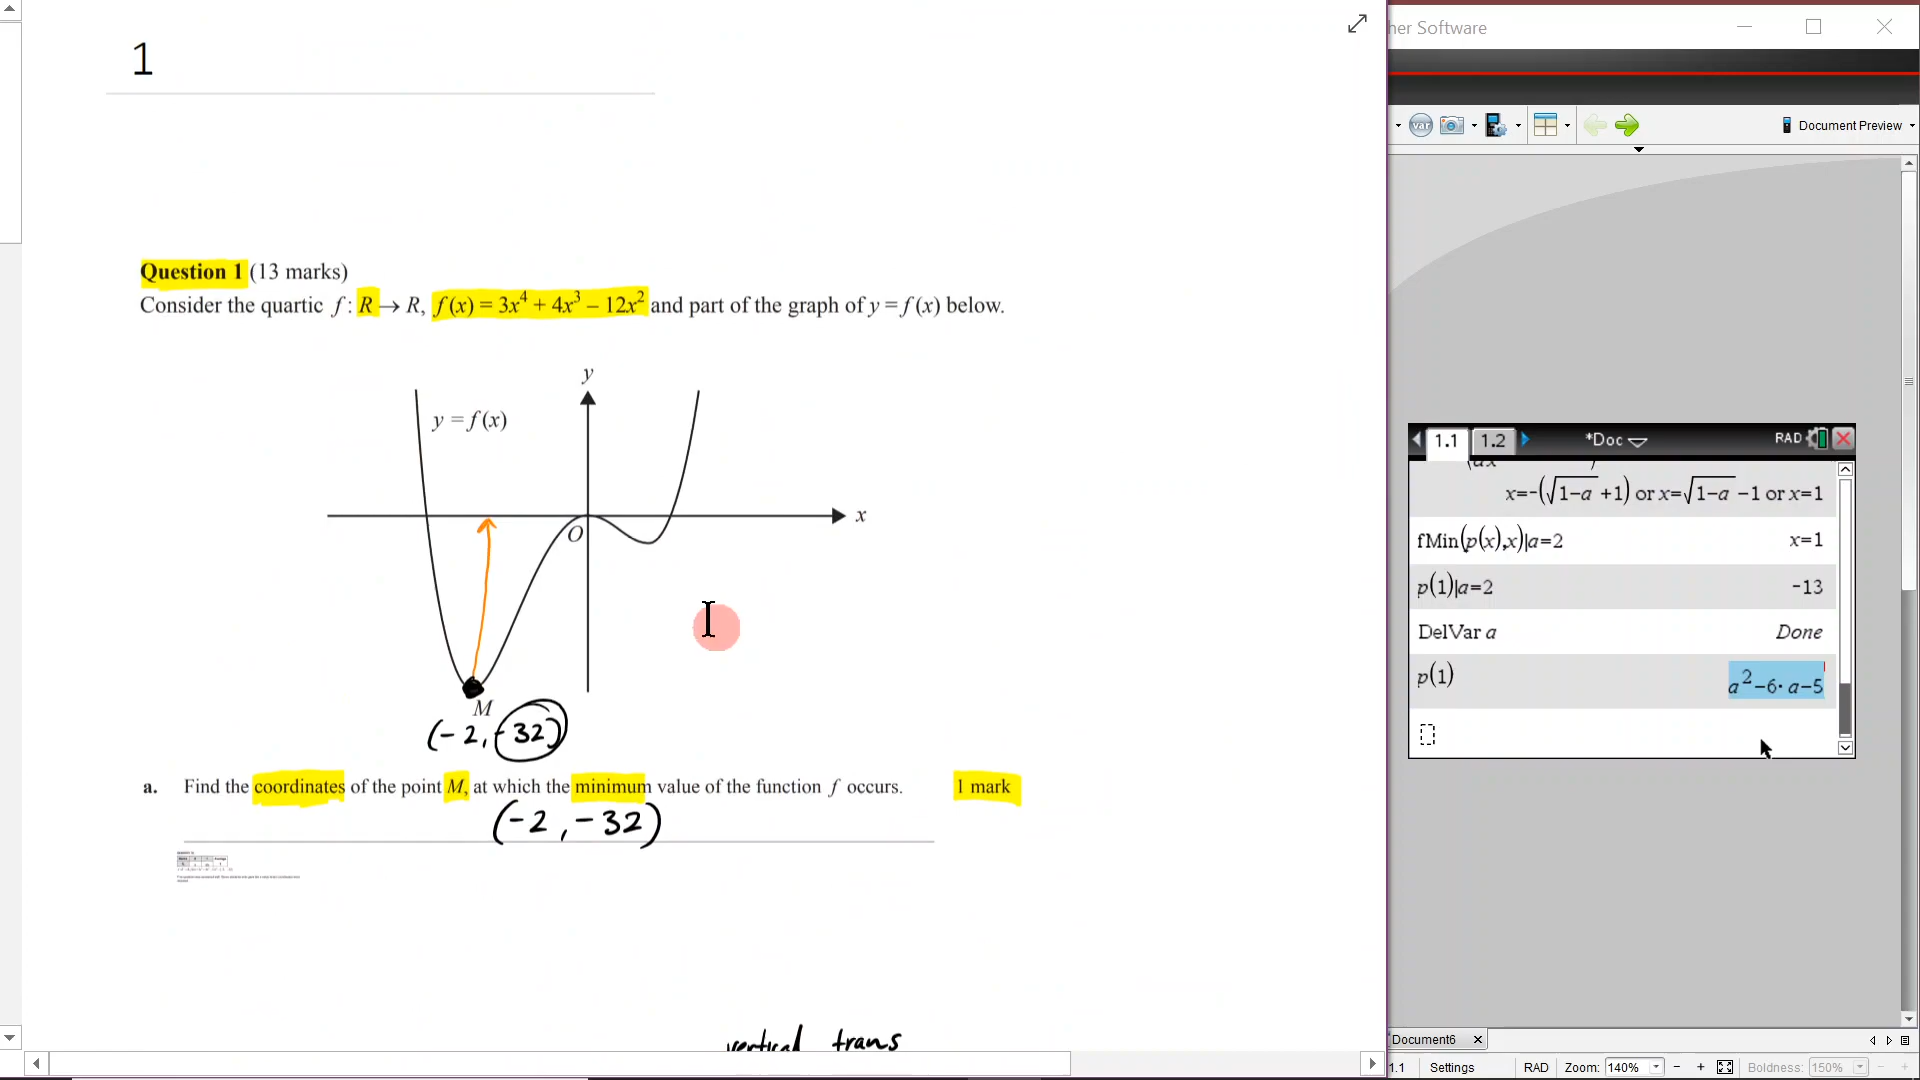 1
her Software
Document Preview
Question 1 (13 marks)
Consider the quartic f : R → R, f(x) = 3x⁴ + 4x³ – 12x² and part of the graph of y = f(x) below.
y
y = f(x)
x
O
M
(-2, -32)
a. Find the coordinates of the point M, at which the minimum value of the function f occurs. 1 mark
(-2, -32)
vertical trans
var
1.1 1.2 *Doc RAD
x=-(√1-a +1) or x=√1-a -1 or x=1
fMin(p(x),x)|a=2 x=1
p(1)|a=2 -13
DelVar a Done
p(1) a²-6·a-5
Document6
1.1 Settings RAD Zoom: 140% - + Boldness: 150% - +